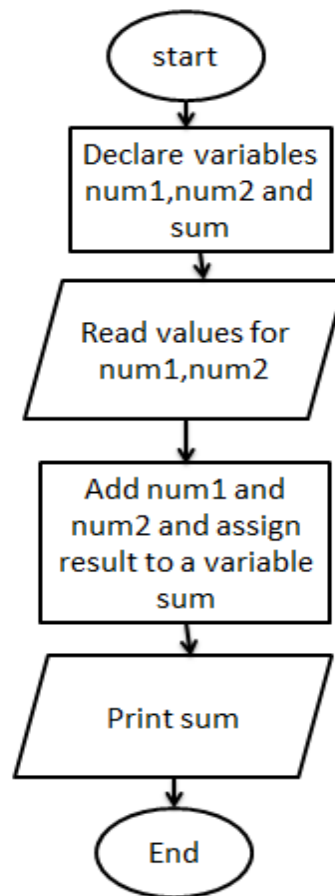 start
Declare variables
num1,num2 and
sum
Read values for
num1,num2
Add num1 and
num2 and assign
result to a variable
sum
Print sum
End